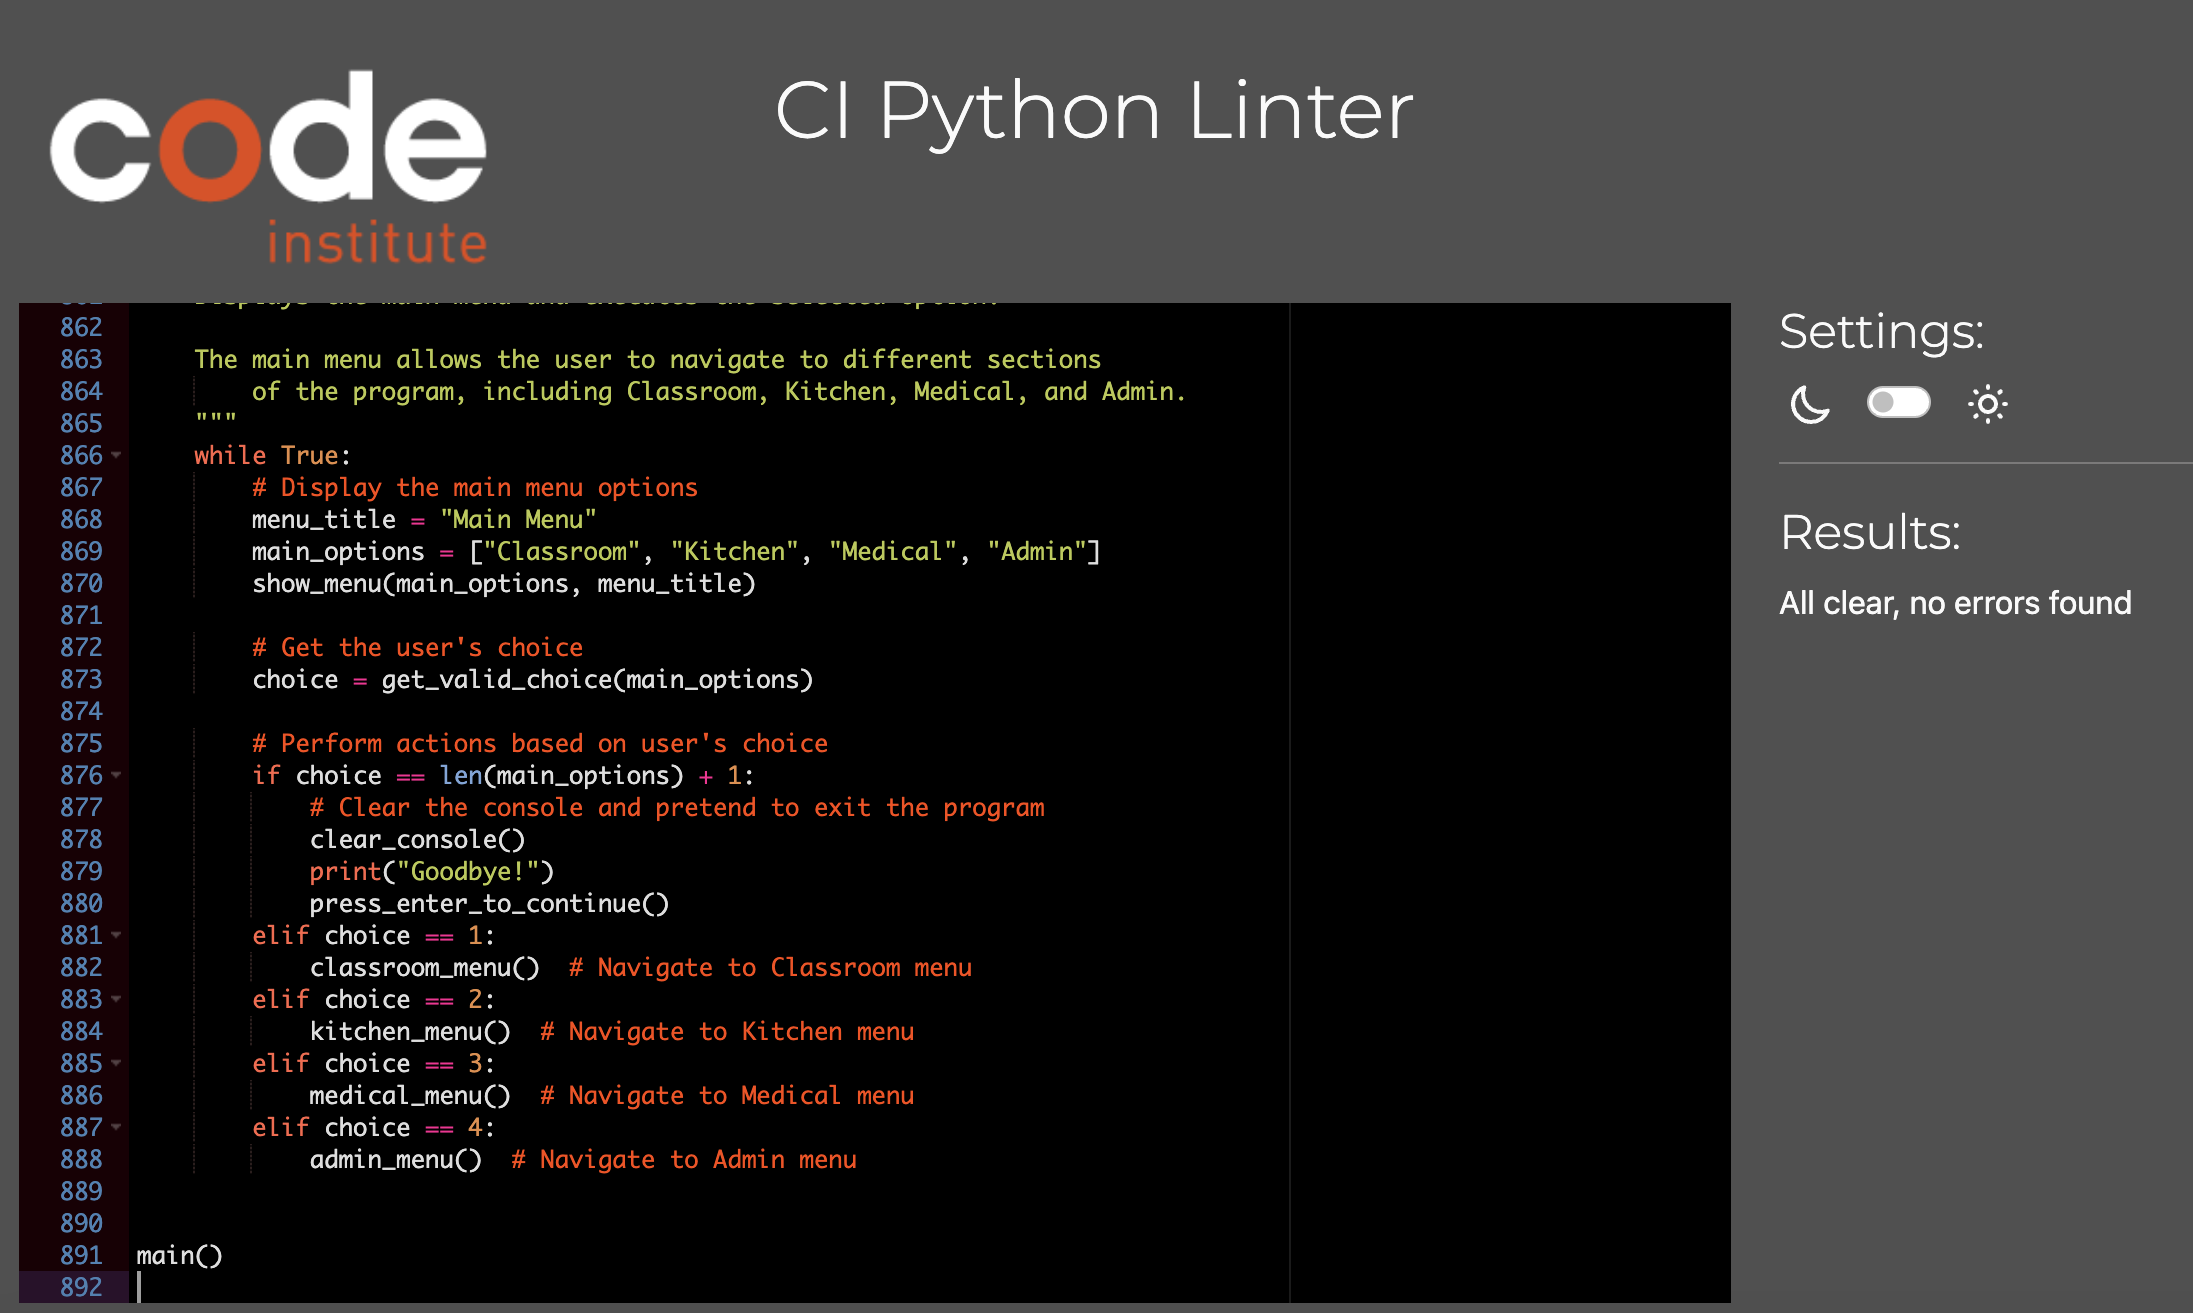 code
institute
CI Python Linter
862
863 The main menu allows the user to navigate to different sections
864 of the program, including Classroom, Kitchen, Medical, and Admin.
865 """
866 while True:
867 # Display the main menu options
868 menu_title = "Main Menu"
869 main_options = ["Classroom", "Kitchen", "Medical", "Admin"]
870 show_menu(main_options, menu_title)
871
872 # Get the user's choice
873 choice = get_valid_choice(main_options)
874
875 # Perform actions based on user's choice
876 if choice == len(main_options) + 1:
877 # Clear the console and pretend to exit the program
878 clear_console()
879 print("Goodbye!")
880 press_enter_to_continue()
881 elif choice == 1:
882 classroom_menu()  # Navigate to Classroom menu
883 elif choice == 2:
884 kitchen_menu()  # Navigate to Kitchen menu
885 elif choice == 3:
886 medical_menu()  # Navigate to Medical menu
887 elif choice == 4:
888 admin_menu()  # Navigate to Admin menu
889
890
891 main()
892
Settings:
Results:
All clear, no errors found